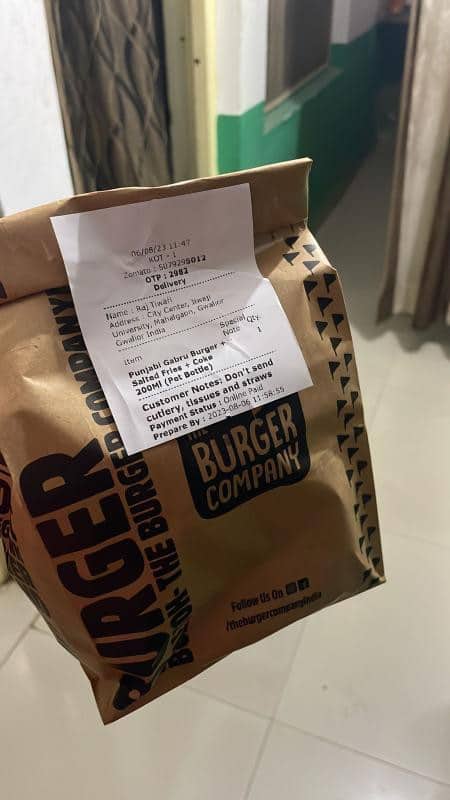 06/08/23 11:47
KOT - 1
Zomato : 5079295012
OTP : 2982
Delivery
Name : Raj Tiwari
Address : City Center, Jiwaji
University, Mahalgaon, Gwalior
Gwalior, India
Item Special Note Qty.
Punjabi Gabru Burger + 1
Salted Fries + Coke
200Ml (Pet Bottle)
Customer Notes: Don't send
cutlery, tissues and straws
Payment Status : Online Paid
Prepare By : 2023-08-06 11:58:55
THE
BURGER
COMPANY
Follow Us On
/theburgercompanyindia
BURGER
THE BURGER COMPANY